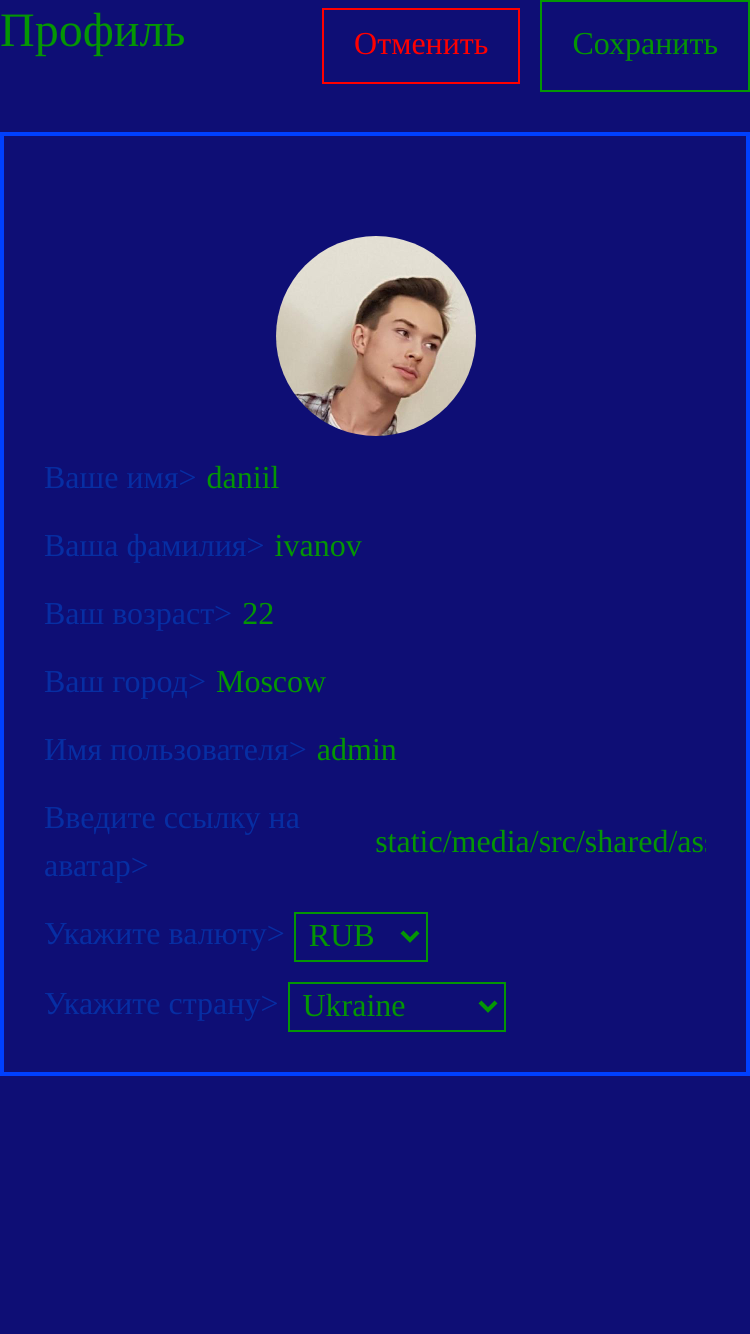 Профиль Отменить Сохранить
Ваше имя> daniil
Ваша фамилия> ivanov
Ваш возраст> 22
Ваш город> Moscow
Имя пользователя> admin
Введите ссылку на
аватар> static/media/src/shared/as
Укажите валюту> RUB
Укажите страну> Ukraine